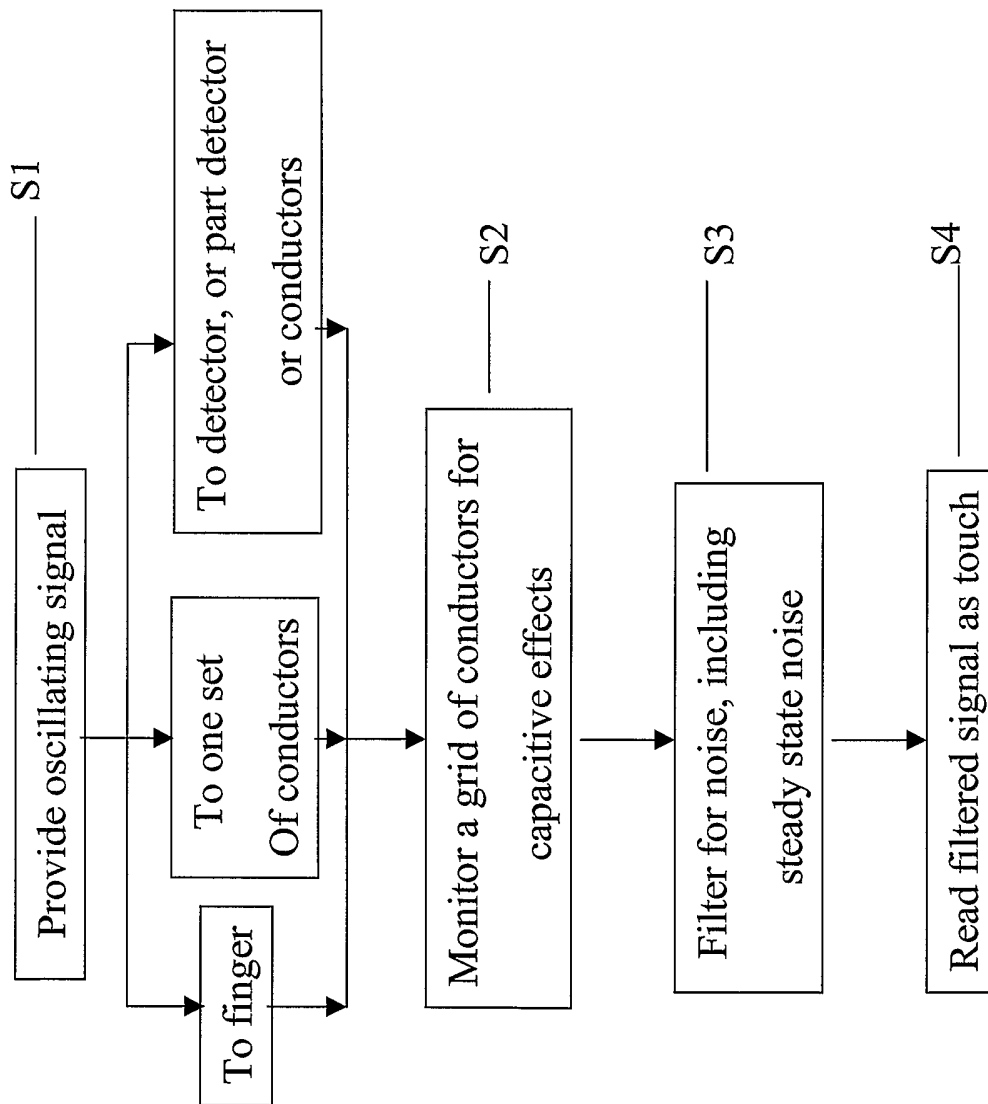 Provide oscillating signal
S1
To finger
To one set
Of conductors
To detector, or part detector
or conductors
Monitor a grid of conductors for
capacitive effects
S2
Filter for noise, including
steady state noise
S3
Read filtered signal as touch
S4